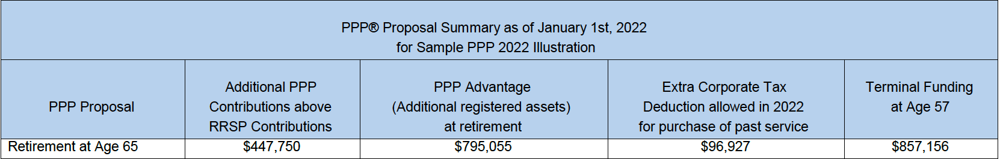 PPP® Proposal Summary as of January 1st, 2022
for Sample PPP 2022 Illustration
PPP Proposal
Additional PPP
Contributions above
RRSP Contributions
PPP Advantage
(Additional registered assets)
at retirement
Extra Corporate Tax
Deduction allowed in 2022
for purchase of past service
Terminal Funding
at Age 57
Retirement at Age 65
$447,750
$795,055
$96,927
$857,156